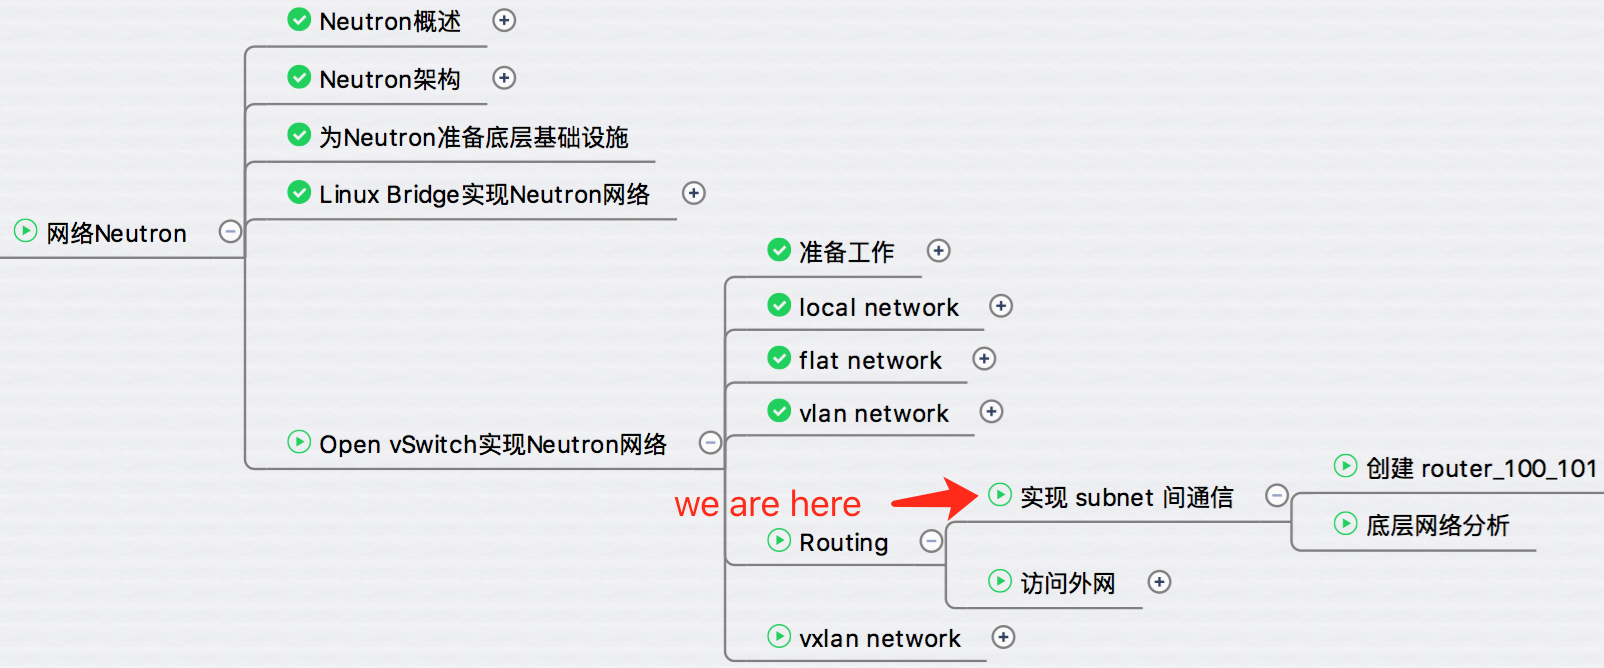 Neutron概述
Neutron架构
为Neutron准备底层基础设施
Linux Bridge实现Neutron网络
网络Neutron
准备工作
local network
flat network
vlan network
Open vSwitch实现Neutron网络
创建 router_100_101
we are here
实现 subnet 间通信
底层网络分析
Routing
访问外网
vxlan network